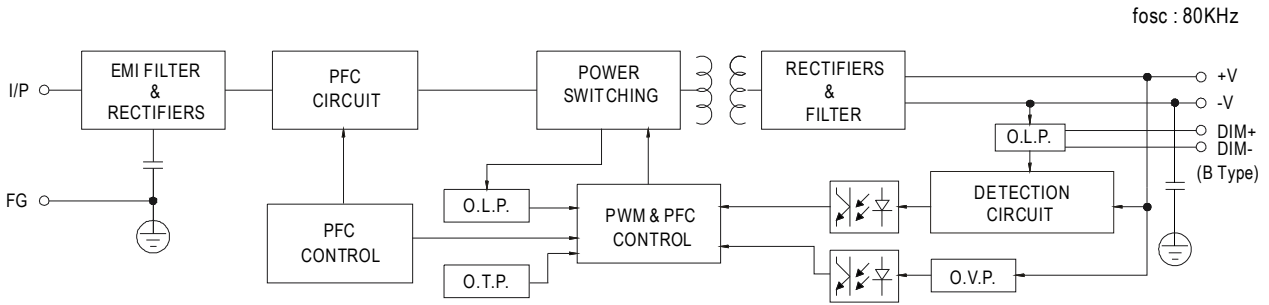 fosc : 80KHz
I/P
EMI FILTER
&
RECTIFIERS
PFC
CIRCUIT
POWER
SWITCHING
RECTIFIERS
&
FILTER
+V
-V
O.L.P.
DIM+
DIM-
(B Type)
FG
PFC
CONTROL
O.L.P.
O.T.P.
PWM & PFC
CONTROL
DETECTION
CIRCUIT
O.V.P.